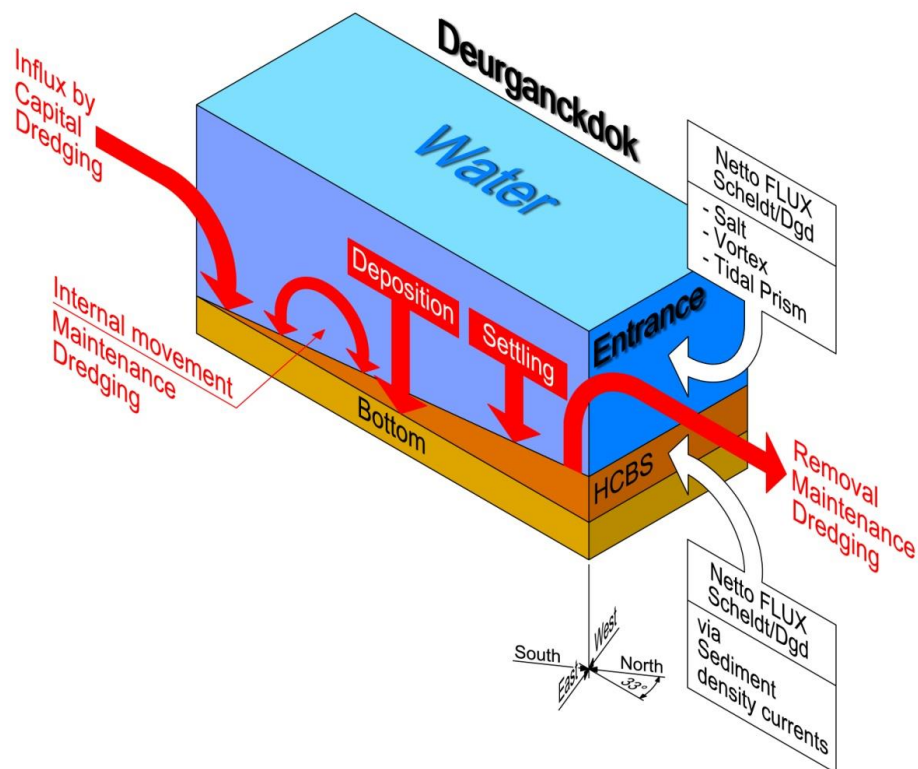 Deurganckdok
Water
Influx by
Capital
Dredging
Netto FLUX
Scheldt/Dgd
- Salt
- Vortex
- Tidal Prism
Deposition
Settling
Entrance
Internal movement
Maintenance
Dredging
Bottom
HCBS
Removal
Maintenance
Dredging
Netto FLUX
Scheldt/Dgd
via
Sediment
density currents
West
South
North
East
33°